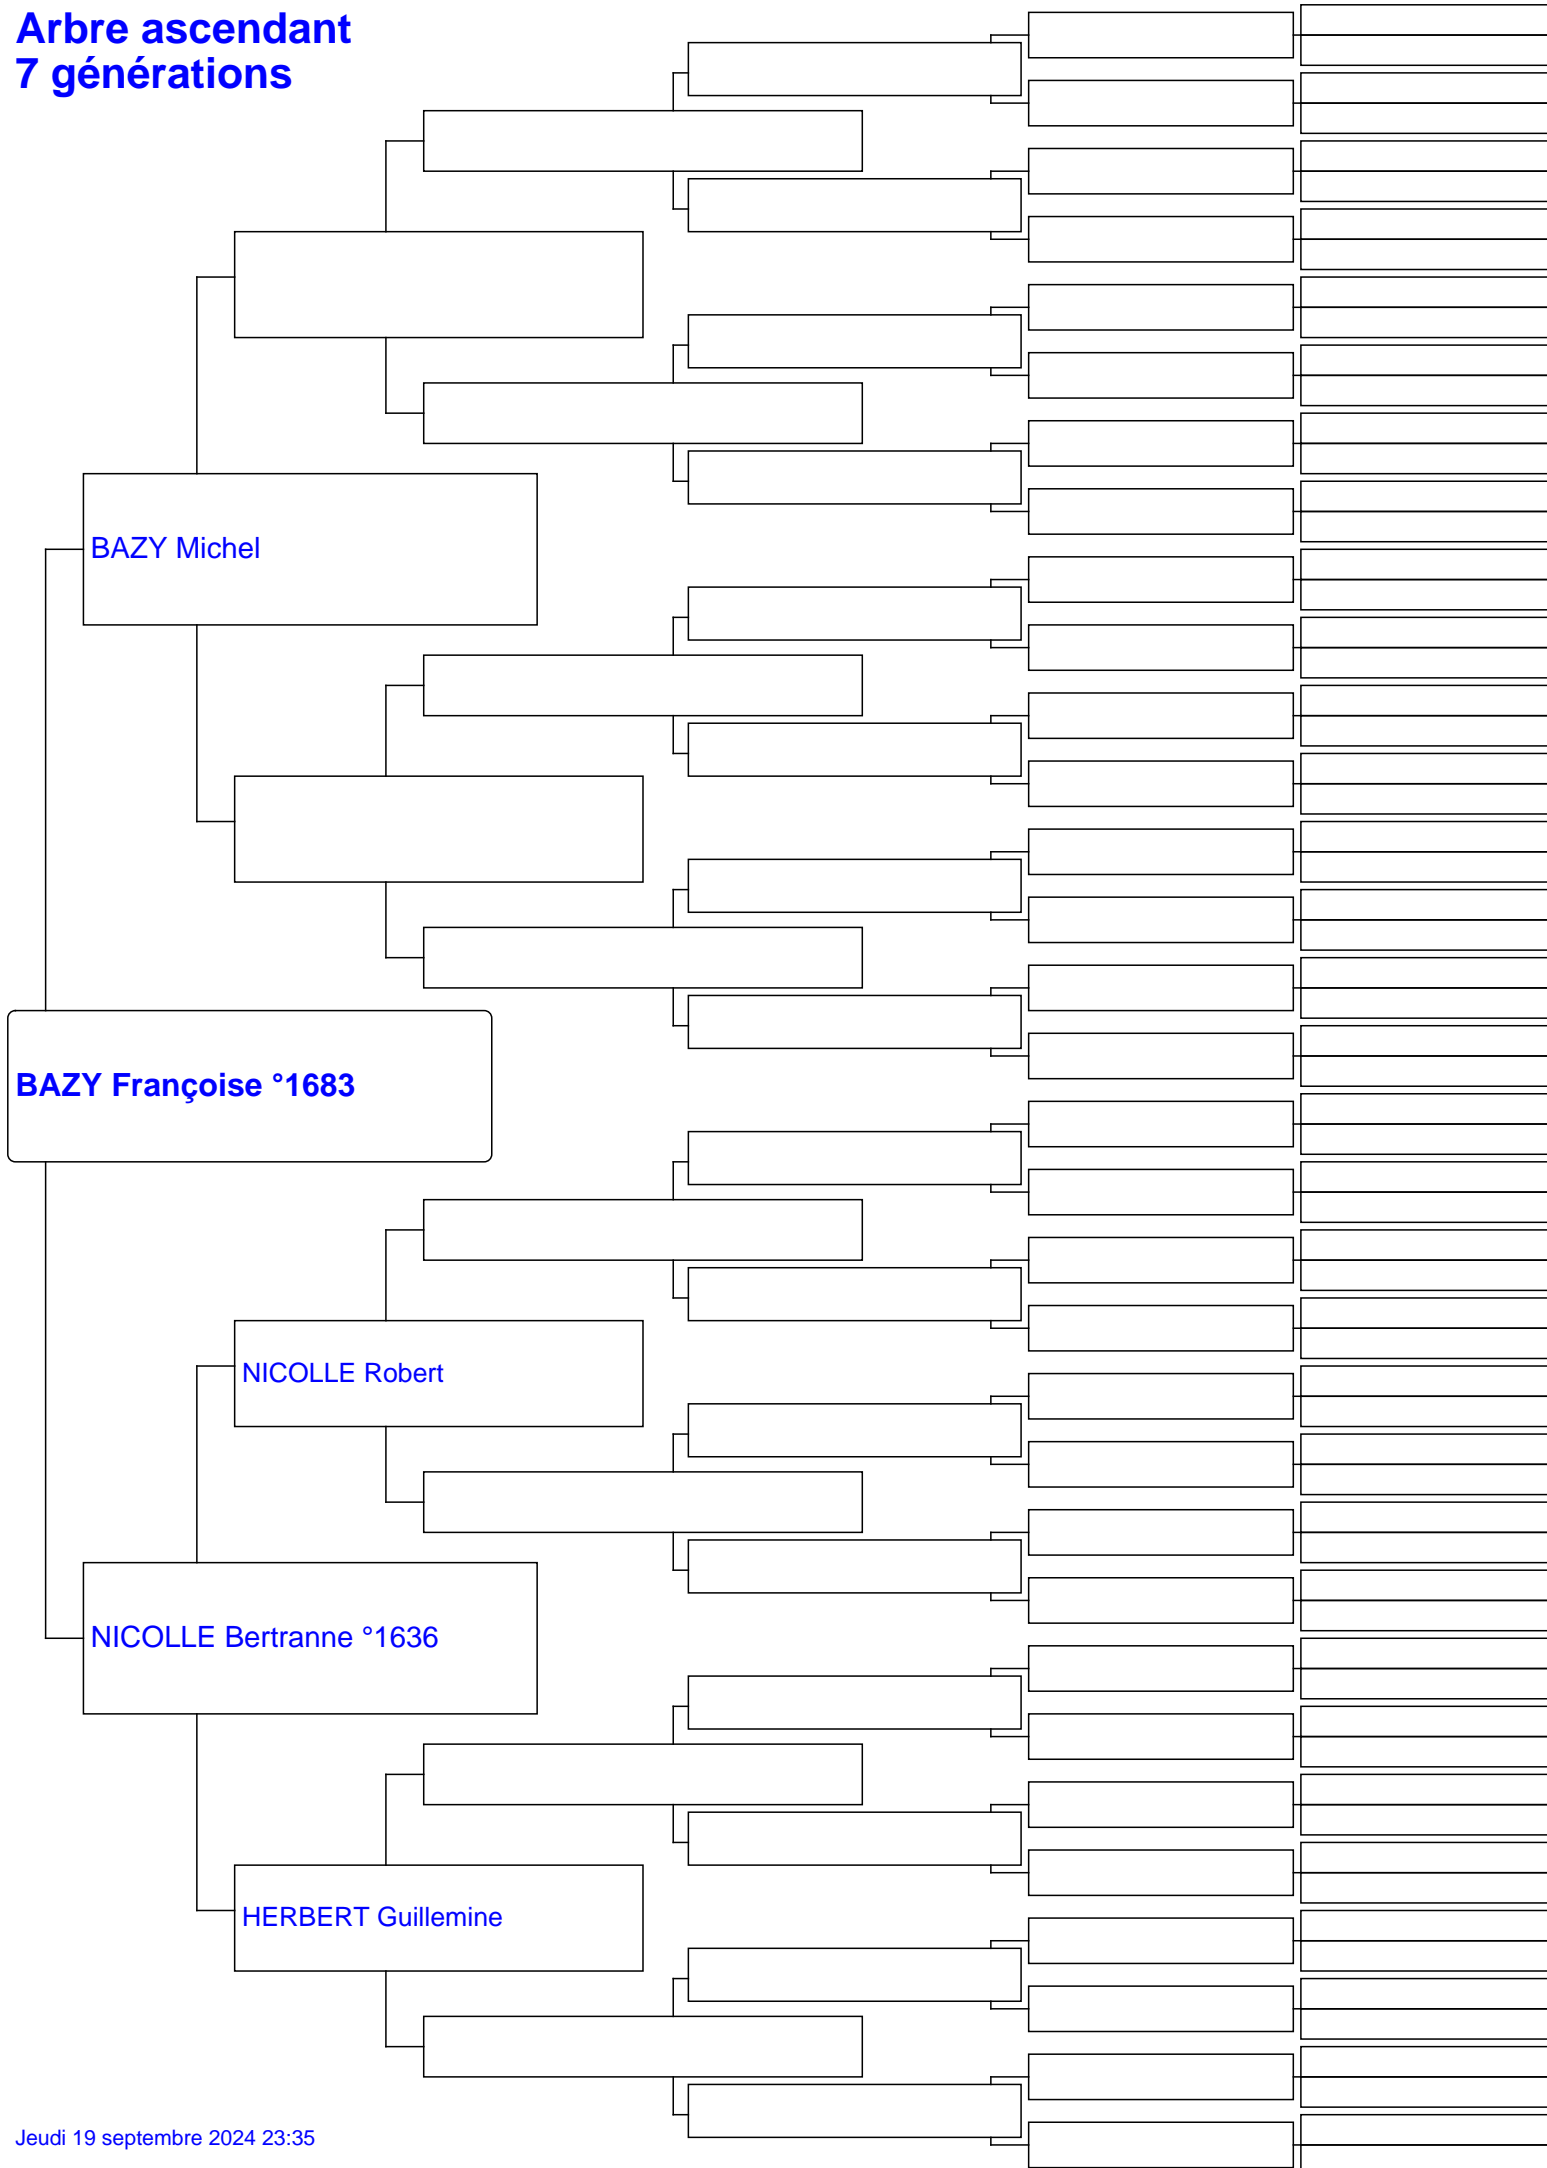 Arbre ascendant
7 générations
BAZY Michel
BAZY Françoise °1683
NICOLLE Robert
NICOLLE Bertranne °1636
HERBERT Guillemine
Jeudi 19 septembre 2024 23:35